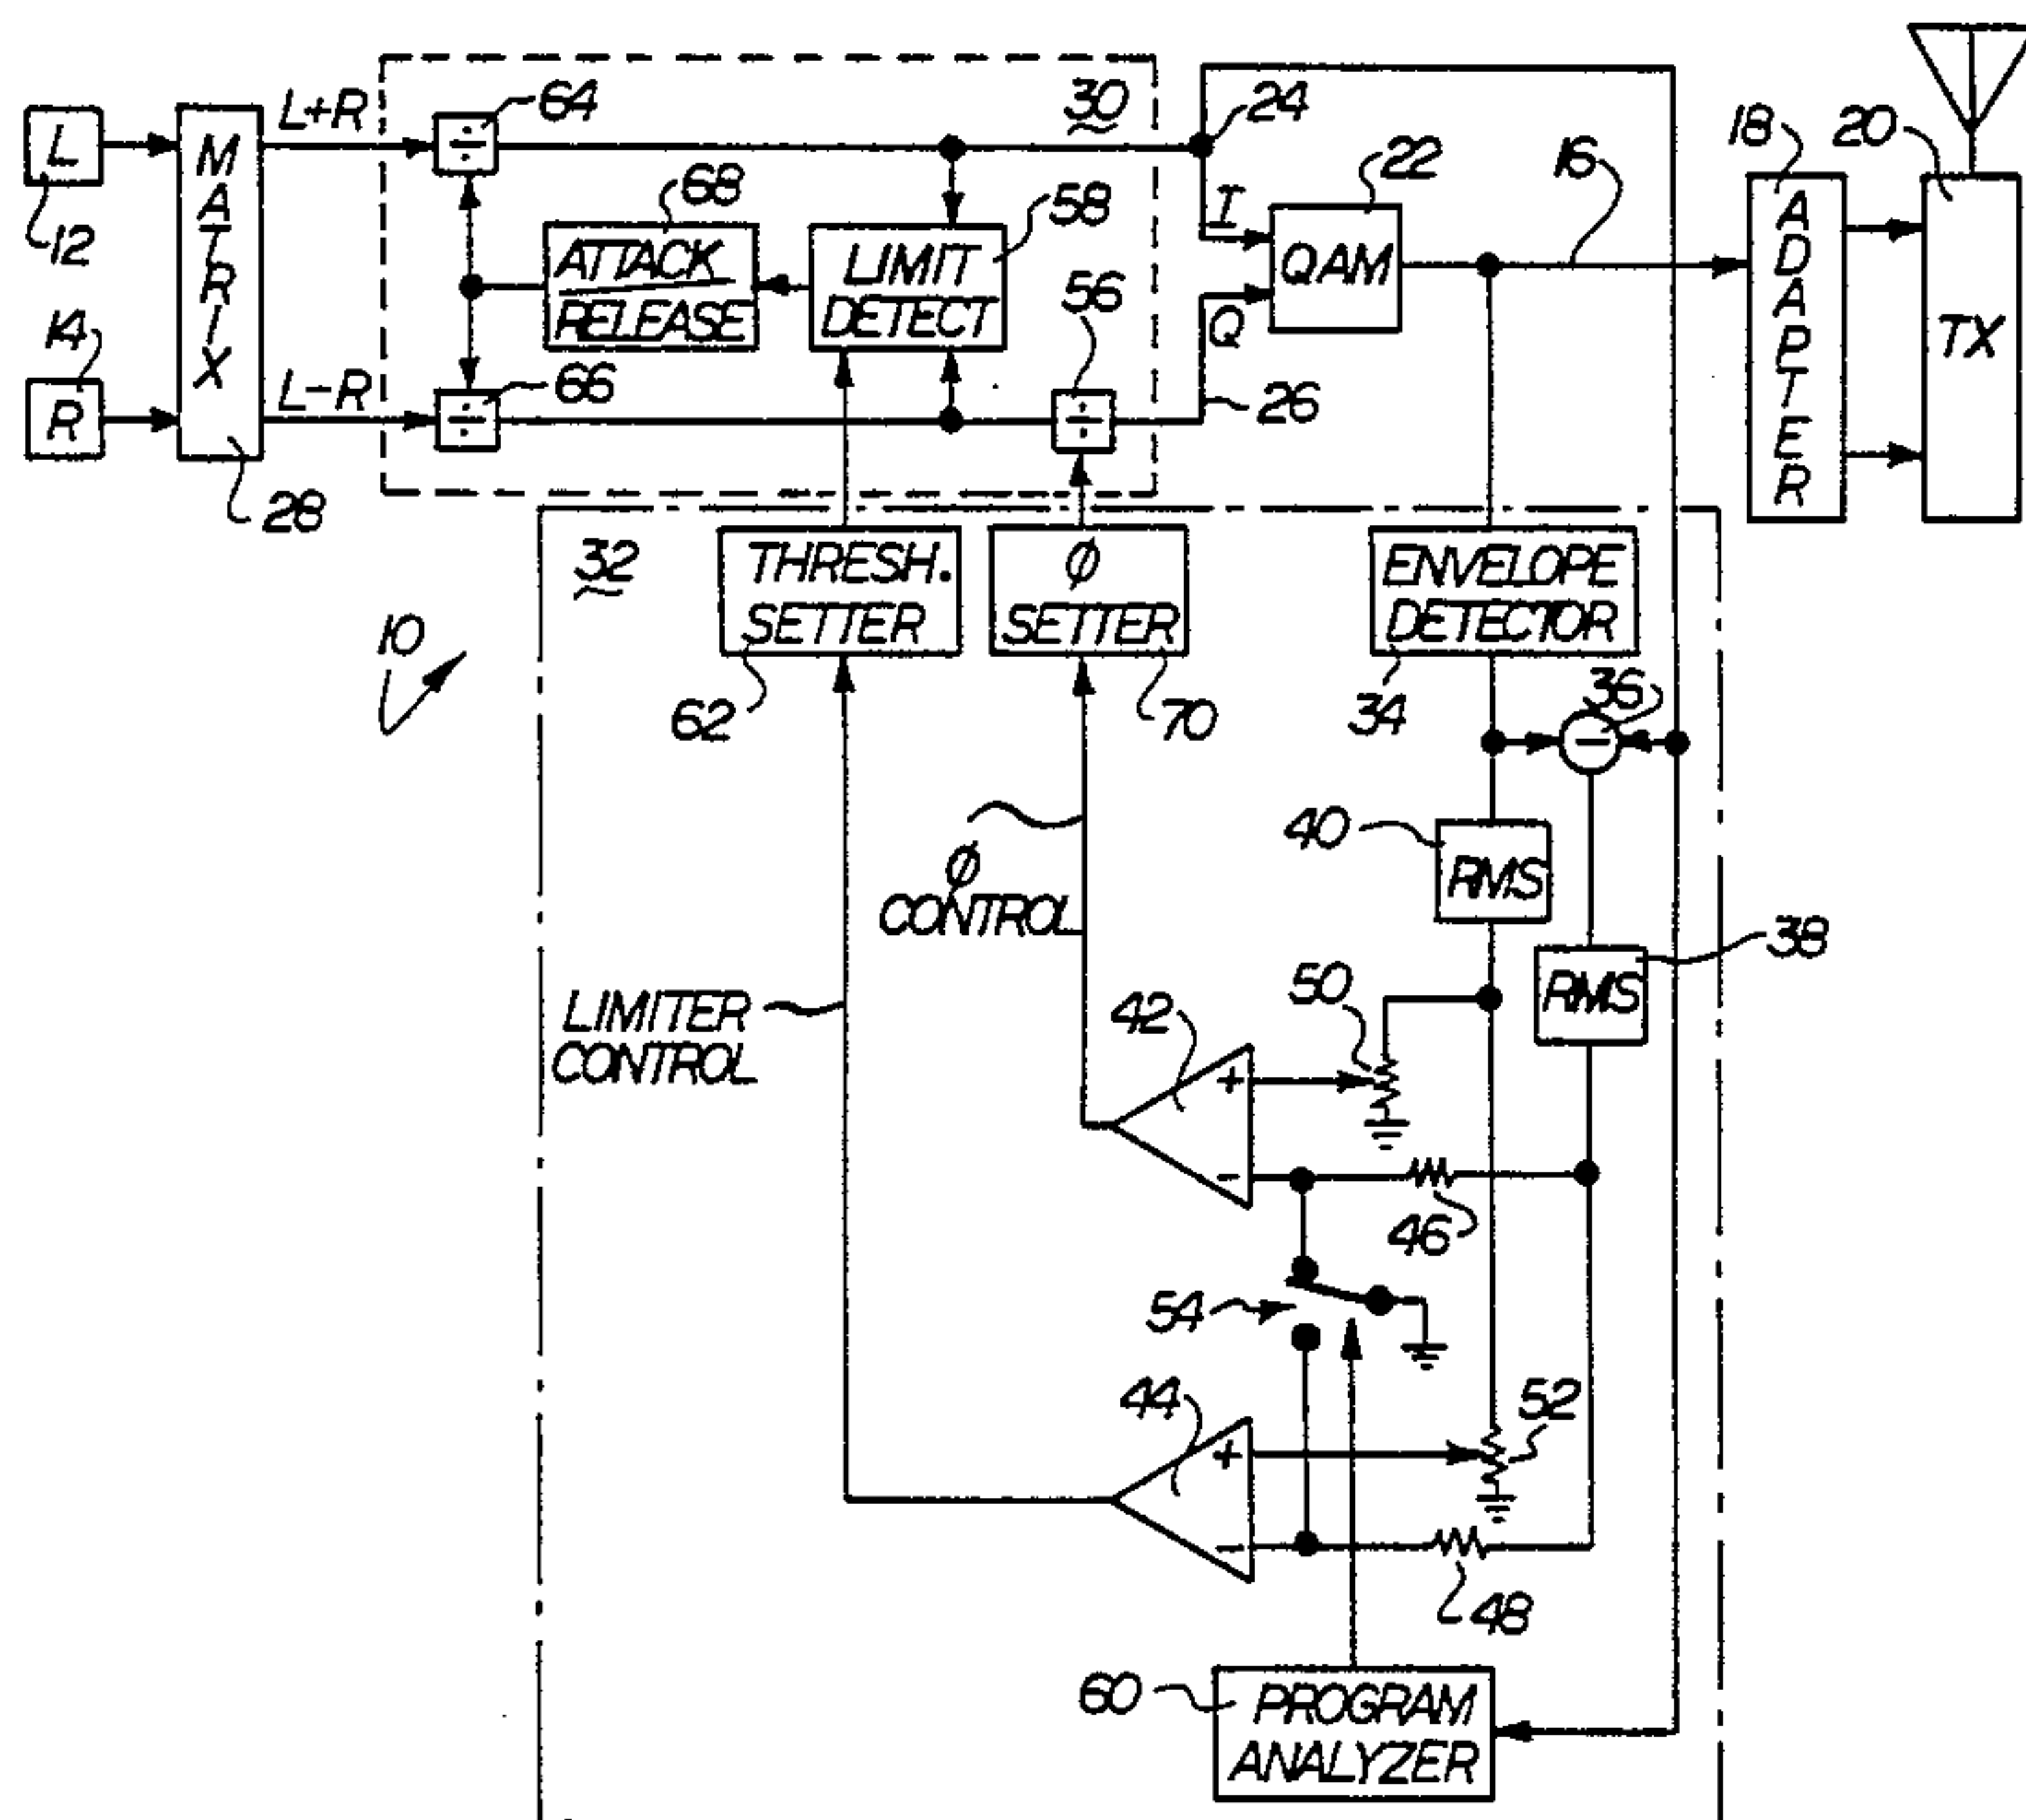 L
12
14
R
MATRIX
28
L+R
L-R
÷ 64
30
68
ATTACK
RELEASE
58
LIMIT
DETECT
÷ 66
56
÷
24
I
Q
26
22
QAM
16
18
ADAPTER
20
TX
32
10
THRESH.
SETTER
62
ϕ
SETTER
70
ENVELOPE
DETECTOR
34
36
−
40
RMS
38
RMS
ϕ
CONTROL
LIMITER
CONTROL
42
+
−
50
46
54
44
+
−
52
48
60
PROGRAM
ANALYZER